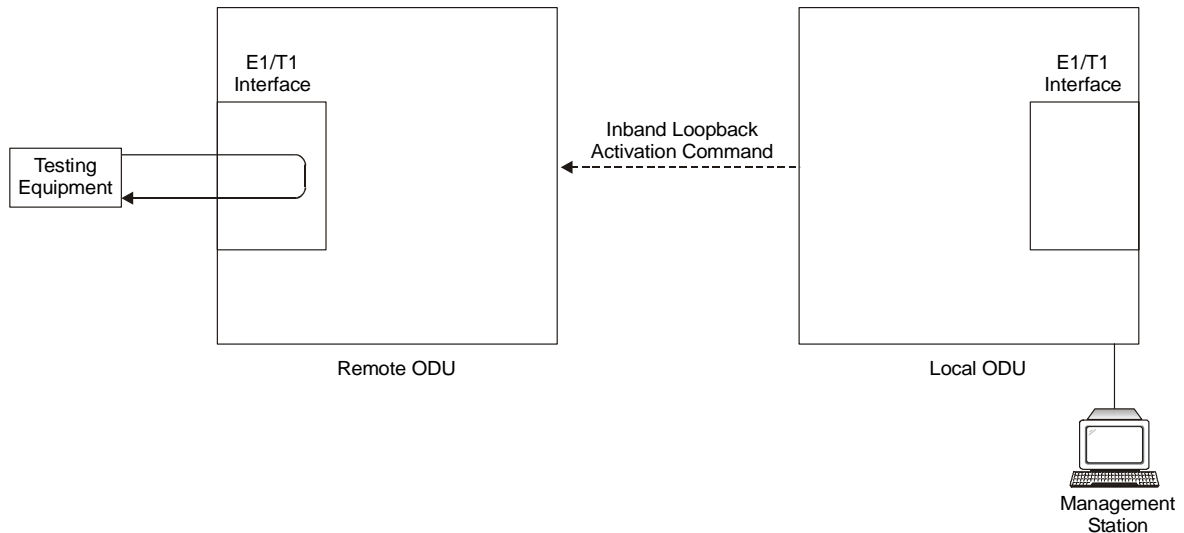 E1/T1
Interface
E1/T1
Interface
Inband Loopback
Activation Command
Testing
Equipment
Remote ODU
Local ODU
Management
Station